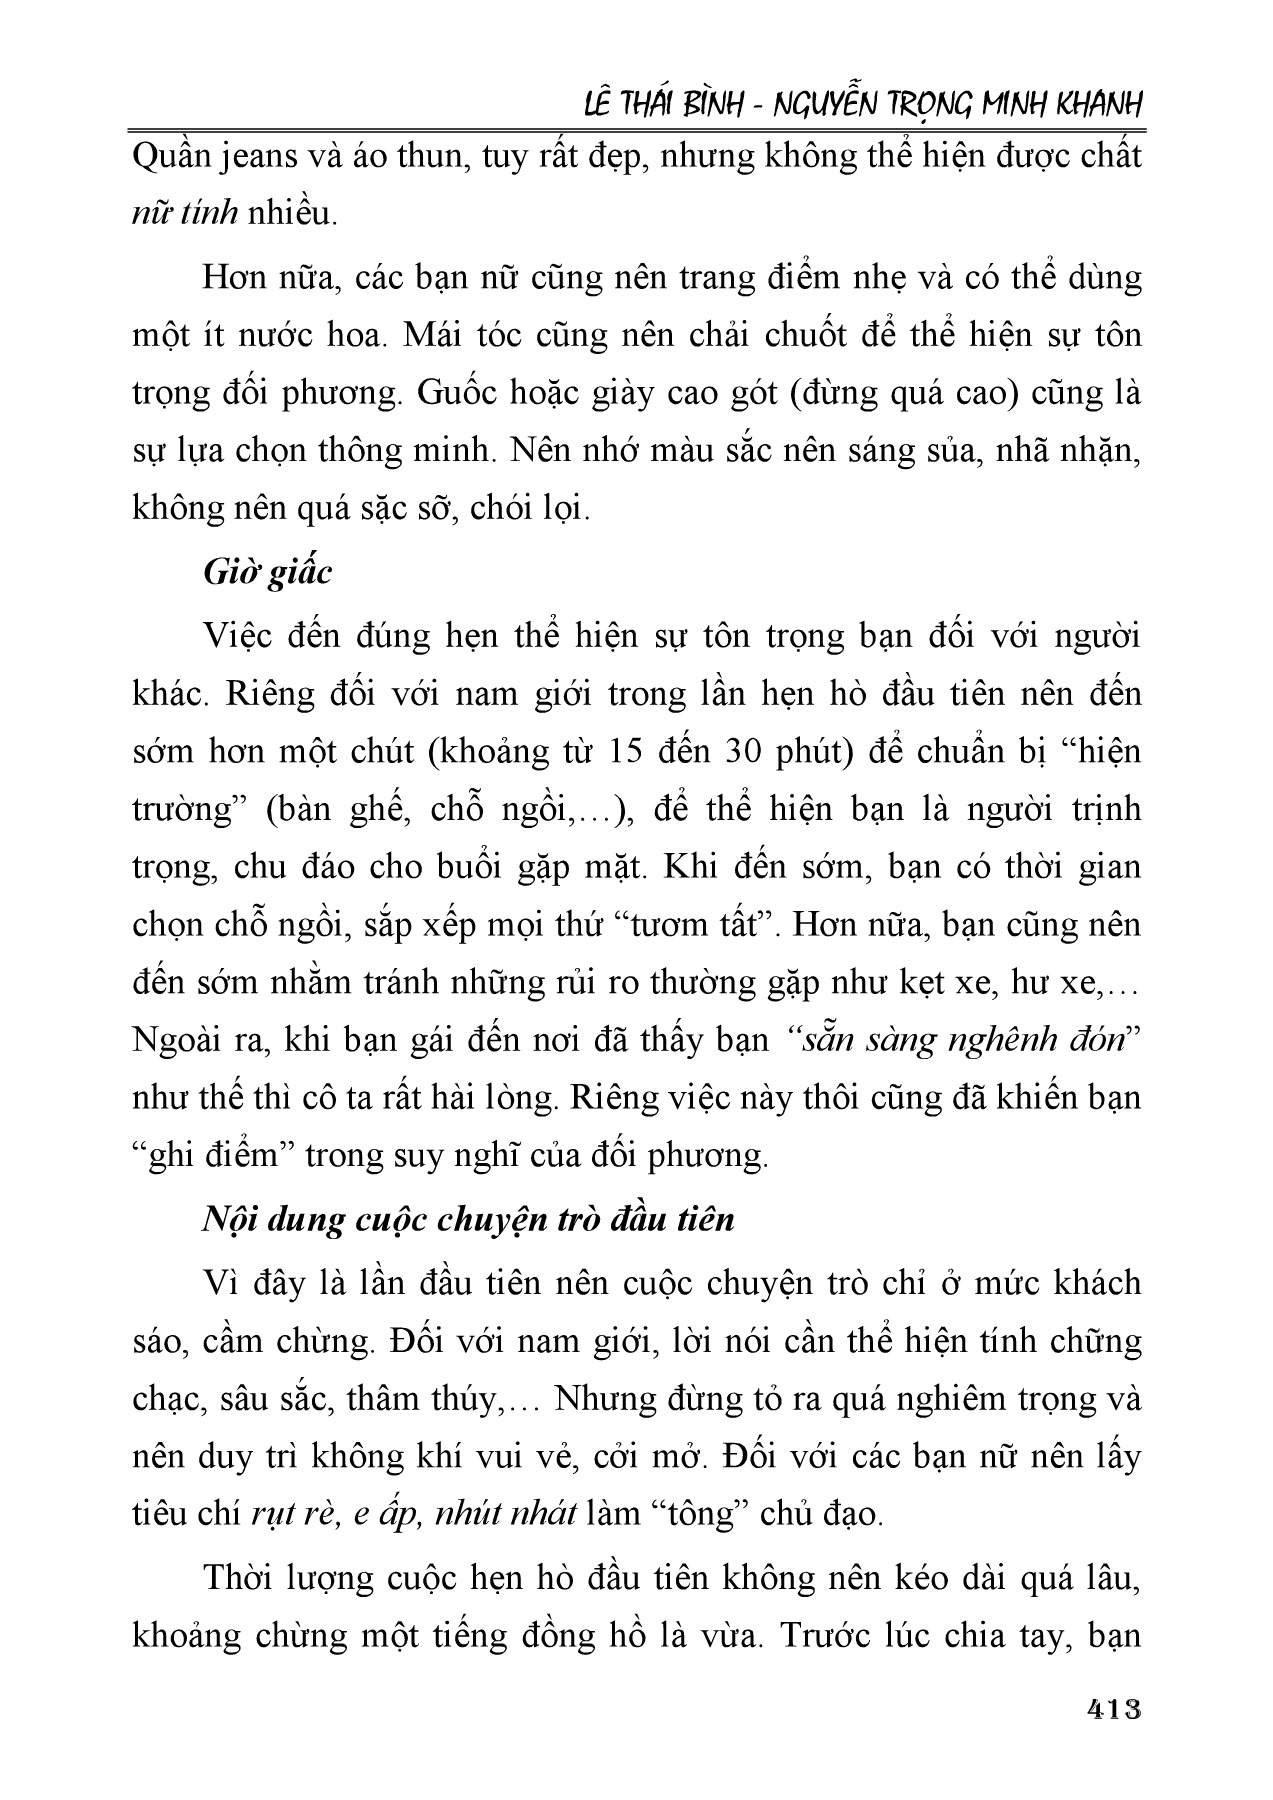 LÊ THÁI BÌNH - NGUYỄN TRỌNG MINH KHANH
Quần jeans và áo thun, tuy rất đẹp, nhưng không thể hiện được chất
nữ tính nhiều.
Hơn nữa, các bạn nữ cũng nên trang điểm nhẹ và có thể dùng
một ít nước hoa. Mái tóc cũng nên chải chuốt để thể hiện sự tôn
trọng đối phương. Guốc hoặc giày cao gót (đừng quá cao) cũng là
sự lựa chọn thông minh. Nên nhớ màu sắc nên sáng sủa, nhã nhặn,
không nên quá sặc sỡ, chói lọi.
Giờ giấc
Việc đến đúng hẹn thể hiện sự tôn trọng bạn đối với người
khác. Riêng đối với nam giới trong lần hẹn hò đầu tiên nên đến
sớm hơn một chút (khoảng từ 15 đến 30 phút) để chuẩn bị “hiện
trường” (bàn ghế, chỗ ngồi,…), để thể hiện bạn là người trịnh
trọng, chu đáo cho buổi gặp mặt. Khi đến sớm, bạn có thời gian
chọn chỗ ngồi, sắp xếp mọi thứ “tươm tất”. Hơn nữa, bạn cũng nên
đến sớm nhằm tránh những rủi ro thường gặp như kẹt xe, hư xe,…
Ngoài ra, khi bạn gái đến nơi đã thấy bạn “sẵn sàng nghênh đón”
như thế thì cô ta rất hài lòng. Riêng việc này thôi cũng đã khiến bạn
“ghi điểm” trong suy nghĩ của đối phương.
Nội dung cuộc chuyện trò đầu tiên
Vì đây là lần đầu tiên nên cuộc chuyện trò chỉ ở mức khách
sáo, cầm chừng. Đối với nam giới, lời nói cần thể hiện tính chững
chạc, sâu sắc, thâm thúy,… Nhưng đừng tỏ ra quá nghiêm trọng và
nên duy trì không khí vui vẻ, cởi mở. Đối với các bạn nữ nên lấy
tiêu chí rụt rè, e ấp, nhút nhát làm “tông” chủ đạo.
Thời lượng cuộc hẹn hò đầu tiên không nên kéo dài quá lâu,
khoảng chừng một tiếng đồng hồ là vừa. Trước lúc chia tay, bạn
413